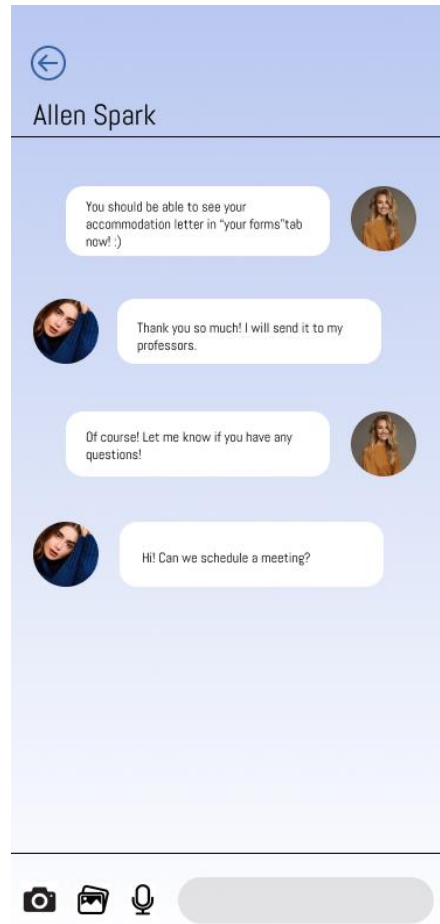 Allen Spark
You should be able to see your
accommodation letter in “your forms”tab
now! :)
Thank you so much! I will send it to my
professors.
Of course! Let me know if you have any
questions!
Hi! Can we schedule a meeting?